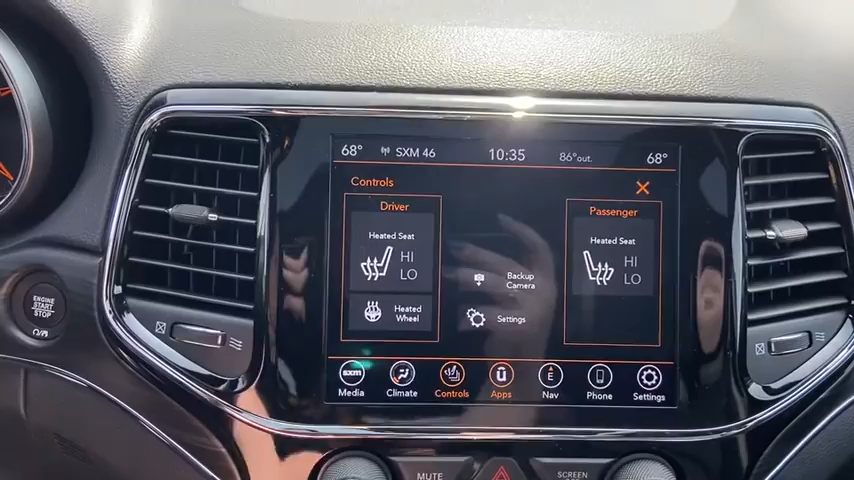 68°
SXM 46
10:35
86°out.
68°
Controls
Driver
Passenger
Heated Seat
HI
LO
Heated Seat
HI
LO
Backup
Camera
Heated
Wheel
Settings
ENGINE
START
STOP
sxm
Media
Climate
Controls
Apps
E
Nav
Phone
Settings
MUTE
SCREEN